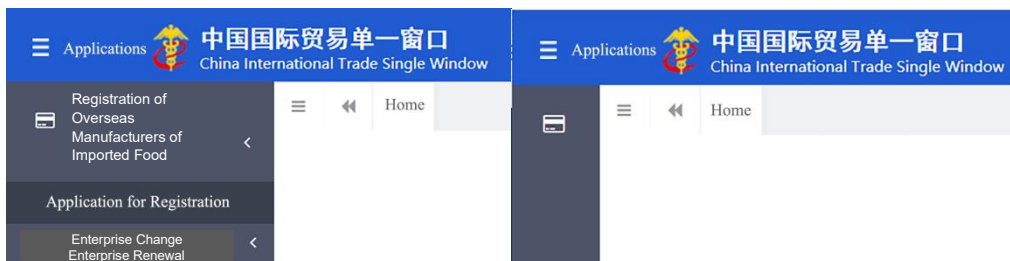 Applications
中国国际贸易单一窗口
China International Trade Single Window
Registration of
Overseas
Manufacturers of
Imported Food
Home
Application for Registration
Enterprise Change
Enterprise Renewal
Applications
中国国际贸易单一窗口
China International Trade Single Window
Home